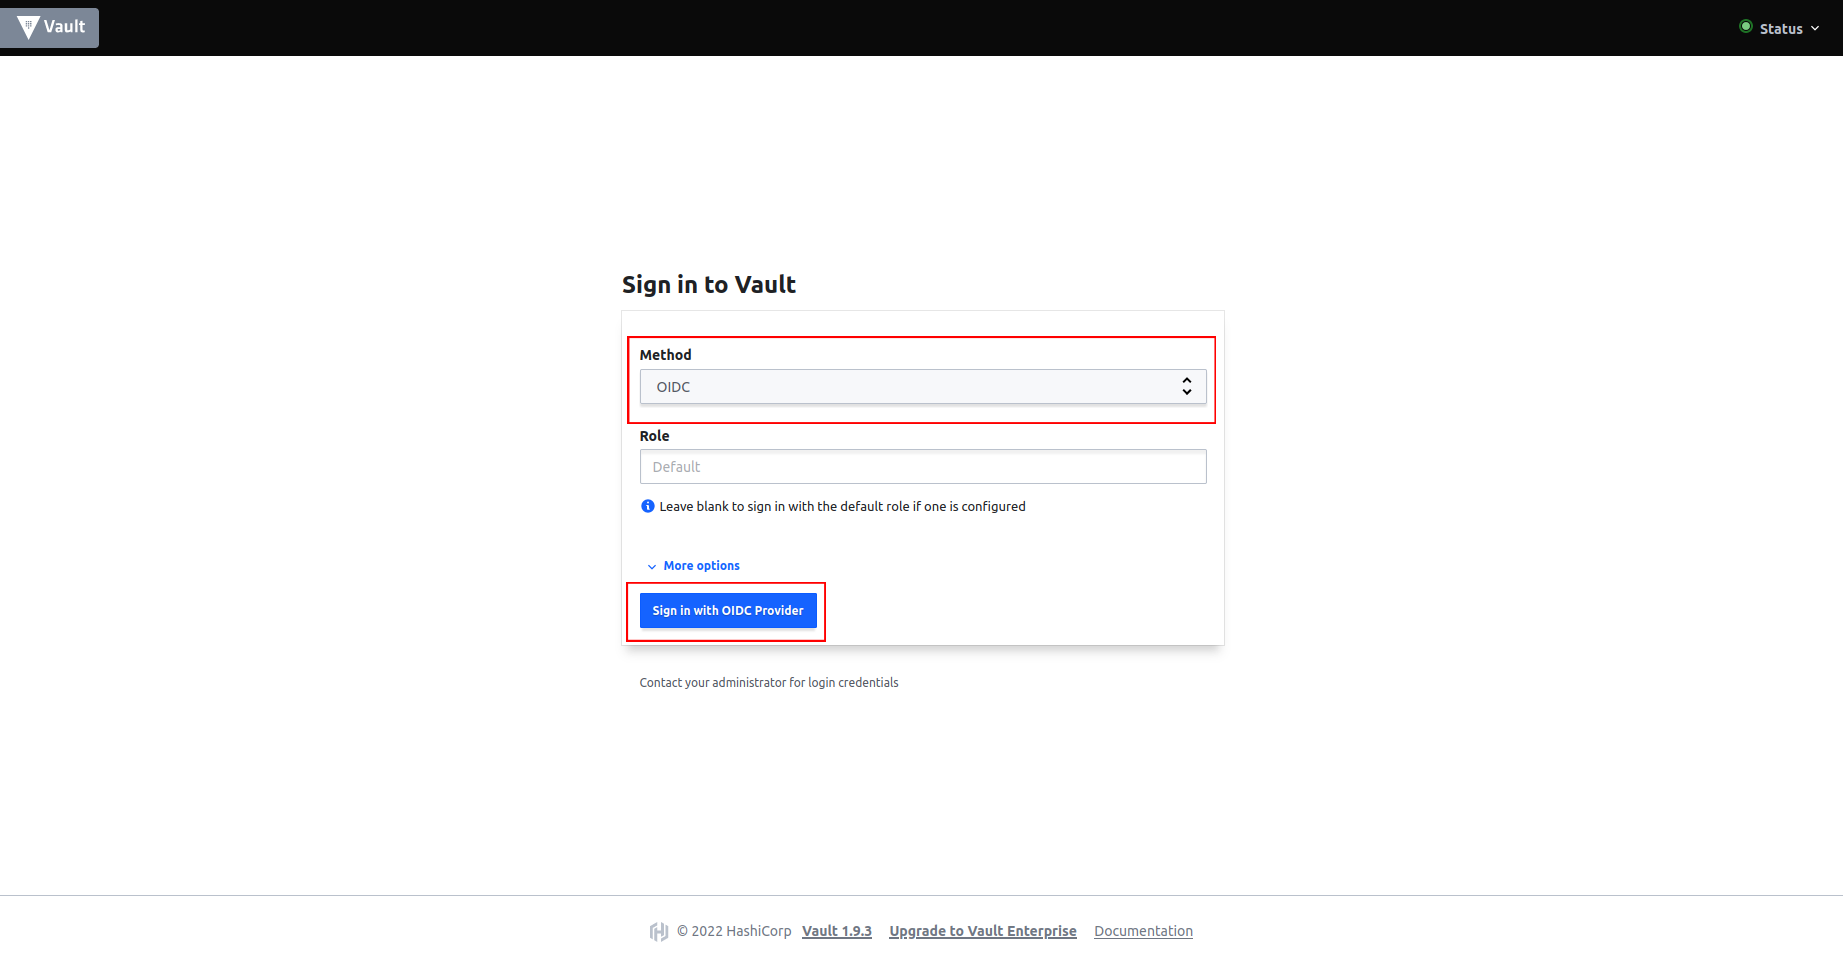 Vault
Status
Sign in to Vault
Method
OIDC
Role
Default
Leave blank to sign in with the default role if one is configured
More options
Sign in with OIDC Provider
Contact your administrator for login credentials
© 2022 HashiCorp Vault 1.9.3 Upgrade to Vault Enterprise Documentation